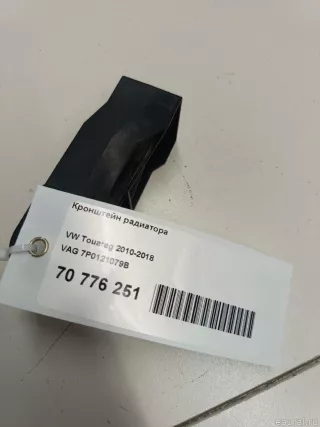 Кронштейн радиатора
VW Touareg 2010-2018
VAG 7P0121079B
70 776 251